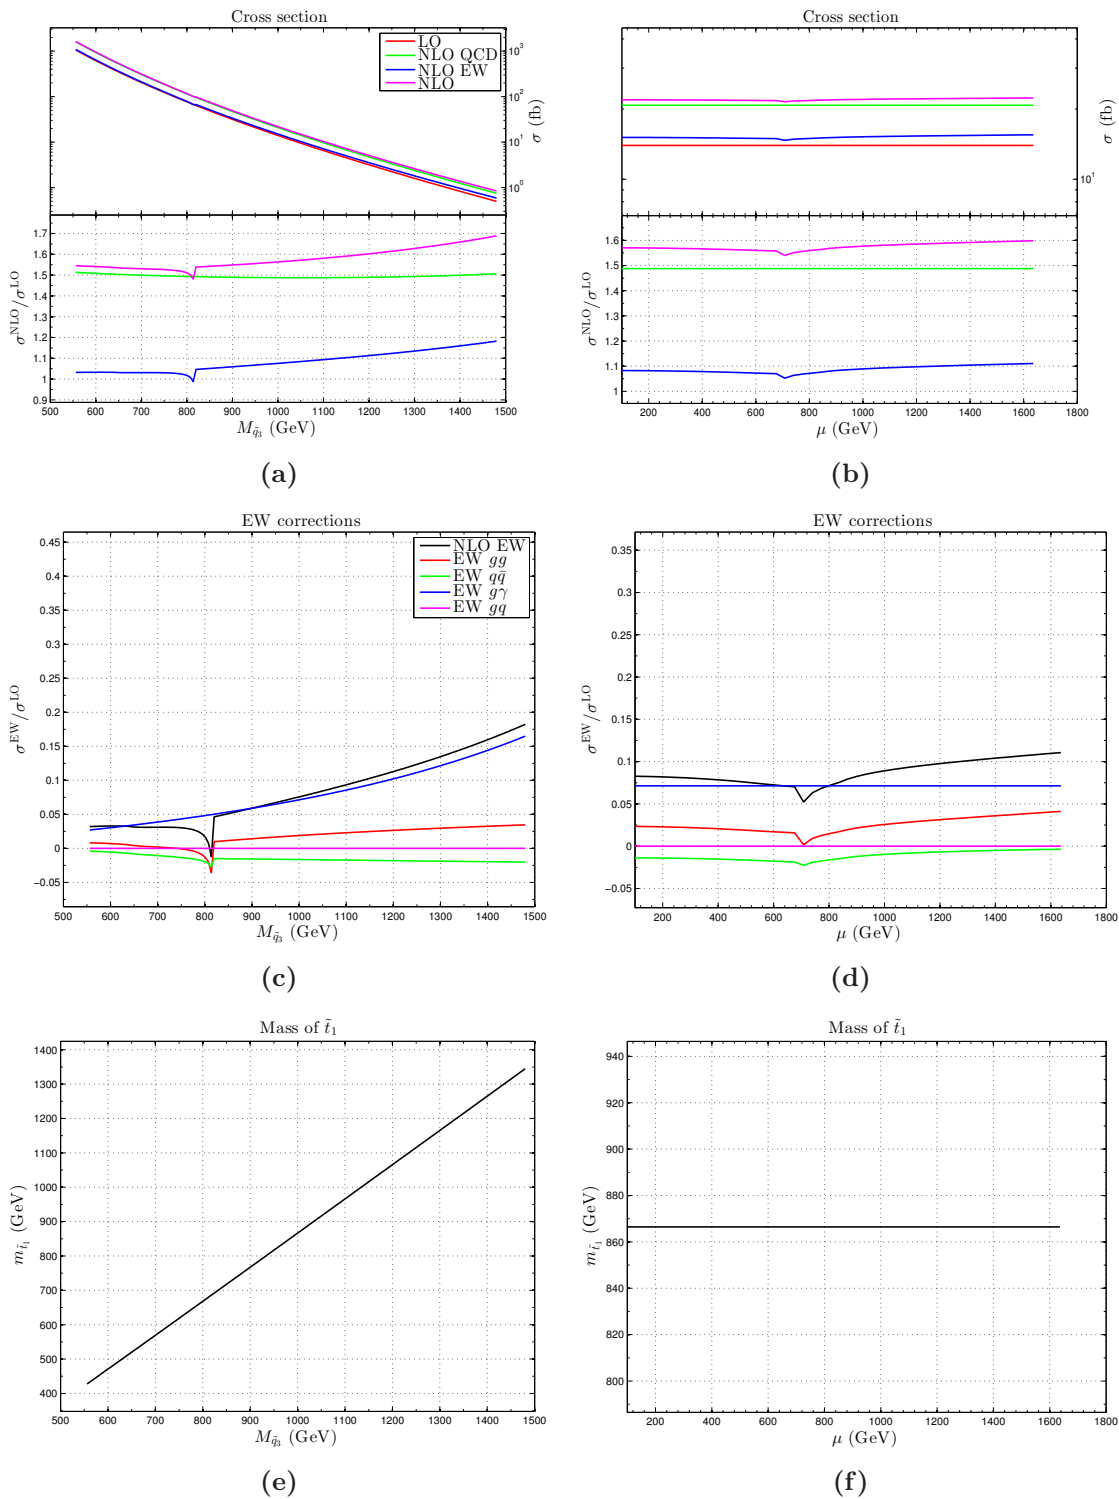 Cross section
LO
NLO QCD
NLO EW
NLO
10³
10²
10¹
10⁰
σ (fb)
1.7
1.6
1.5
1.4
1.3
1.2
1.1
1
0.9
σ^NLO/σ^LO
500 600 700 800 900 1000 1100 1200 1300 1400 1500
M_q̃₃ (GeV)
(a)
Cross section
10¹
σ (fb)
1.6
1.5
1.4
1.3
1.2
1.1
1
σ^NLO/σ^LO
200 400 600 800 1000 1200 1400 1600 1800
μ (GeV)
(b)
EW corrections
NLO EW
EW gg
EW qq̄
EW gγ
EW gq
0.45
0.4
0.35
0.3
0.25
0.2
0.15
0.1
0.05
0
−0.05
σ^EW/σ^LO
500 600 700 800 900 1000 1100 1200 1300 1400 1500
M_q̃₃ (GeV)
(c)
EW corrections
0.35
0.3
0.25
0.2
0.15
0.1
0.05
0
−0.05
σ^EW/σ^LO
200 400 600 800 1000 1200 1400 1600 1800
μ (GeV)
(d)
Mass of t̃₁
1400
1300
1200
1100
1000
900
800
700
600
500
400
m_t̃₁ (GeV)
500 600 700 800 900 1000 1100 1200 1300 1400 1500
M_q̃₃ (GeV)
(e)
Mass of t̃₁
940
920
900
880
860
840
820
800
m_t̃₁ (GeV)
200 400 600 800 1000 1200 1400 1600 1800
μ (GeV)
(f)